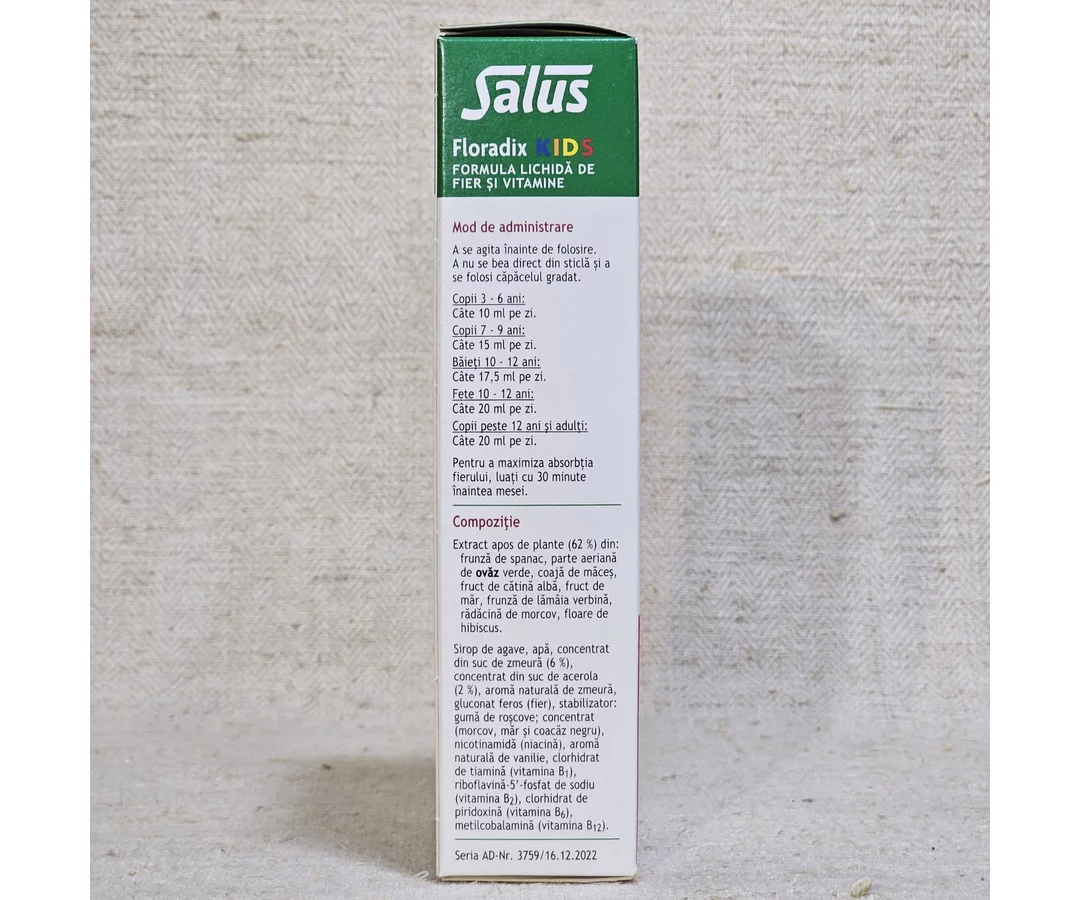 Salus
Floradix KIDS
FORMULA LICHIDĂ DE
FIER ȘI VITAMINE
Mod de administrare
A se agita înainte de folosire.
A nu se bea direct din sticlă și a
se folosi căpăcelul gradat.
Copii 3 - 6 ani:
Câte 10 ml pe zi.
Copii 7 - 9 ani:
Câte 15 ml pe zi.
Băieți 10 - 12 ani:
Câte 17,5 ml pe zi.
Fete 10 - 12 ani:
Câte 20 ml pe zi.
Copii peste 12 ani și adulți:
Câte 20 ml pe zi.
Pentru a maximiza absorbția
fierului, luați cu 30 minute
înaintea mesei.
Compoziție
Extract apos de plante (62 %) din:
frunză de spanac, parte aeriană
de ovăz verde, coajă de măceș,
fruct de cătină albă, fruct de
măr, frunză de lămâia verbină,
rădăcină de morcov, floare de
hibiscus.
Sirop de agave, apă, concentrat
din suc de zmeură (6 %),
concentrat din suc de acerola
(2 %), aromă naturală de zmeură,
gluconat feros (fier), stabilizator:
gumă de roșcove; concentrat
(morcov, măr și coacăz negru),
nicotinamidă (niacină), aromă
naturală de vanilie, clorhidrat
de tiamină (vitamina B₁),
riboflavină-5'-fosfat de sodiu
(vitamina B₂), clorhidrat de
piridoxină (vitamina B₆),
metilcobalamină (vitamina B₁₂).
Seria AD-Nr. 3759/16.12.2022